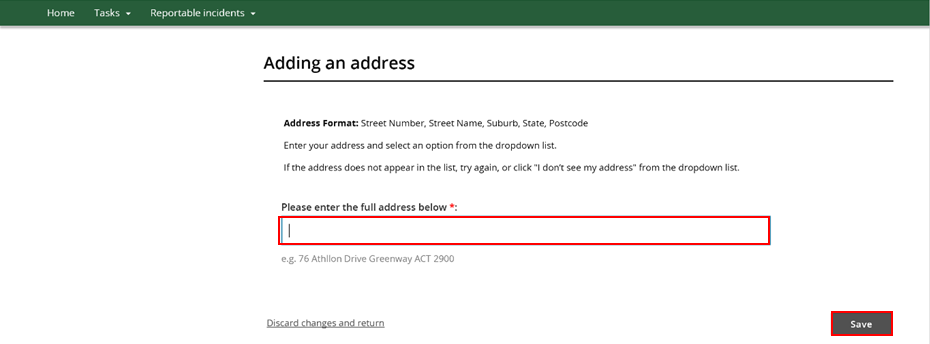 Home Tasks Reportable incidents
Adding an address
Address Format: Street Number, Street Name, Suburb, State, Postcode
Enter your address and select an option from the dropdown list.
If the address does not appear in the list, try again, or click "I don't see my address" from the dropdown list.
Please enter the full address below *:
e.g. 76 Athllon Drive Greenway ACT 2900
Discard changes and return
Save